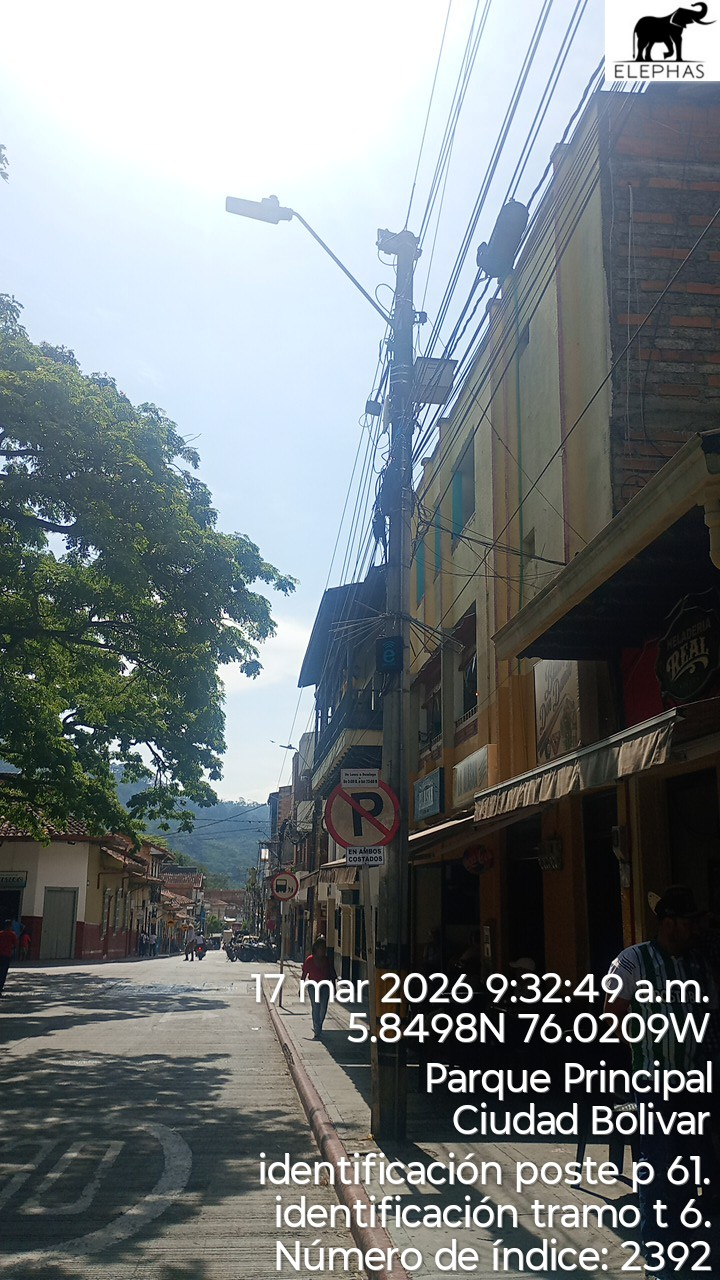 ELEPHAS
HELADERÍA
REAL
P
EN AMBOS
COSTADOS
17 mar 2026 9:32:49 a.m.
5.8498N 76.0209W
Parque Principal
Ciudad Bolivar
identificación poste p 61.
identificación tramo t 6.
Número de índice: 2392